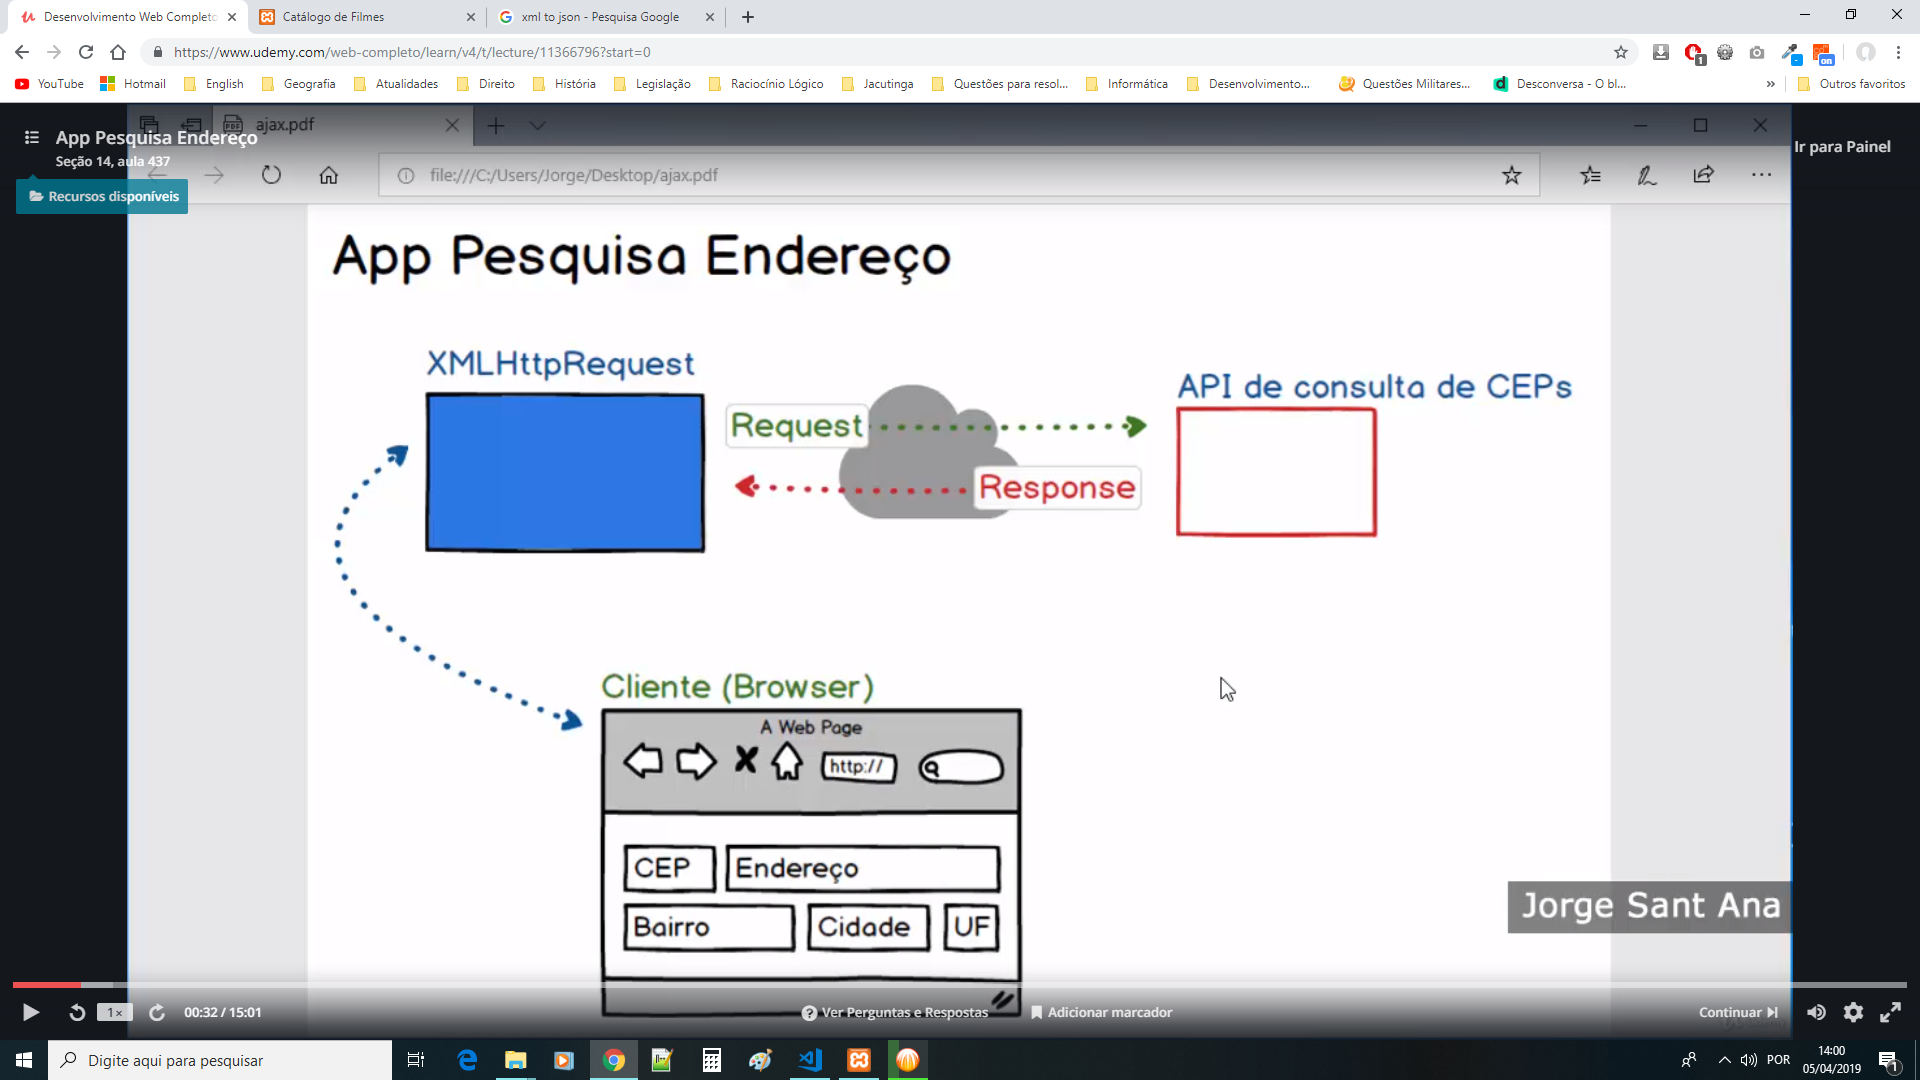 Desenvolvimento Web Completo
Catálogo de Filmes
xml to json - Pesquisa Google
https://www.udemy.com/web-completo/learn/v4/t/lecture/11366796?start=0
1
on
YouTube
Hotmail
English
Geografia
Atualidades
Direito
História
Legislação
Raciocínio Lógico
Jacutinga
Questões para resol...
Informática
Desenvolvimento...
Questões Militares...
Desconversa - O bl...
»
Outros favoritos
ajax.pdf
App Pesquisa Endereço
Seção 14, aula 437
Ir para Painel
file:///C:/Users/Jorge/Desktop/ajax.pdf
Recursos disponíveis
App Pesquisa Endereço
XMLHttpRequest
API de consulta de CEPs
Request
Response
Cliente (Browser)
A Web Page
http://
CEP
Endereço
Bairro
Cidade
UF
Jorge Sant Ana
1×
00:32 / 15:01
Ver Perguntas e Respostas
Adicionar marcador
Continuar
Digite aqui para pesquisar
POR
14:00
05/04/2019
1